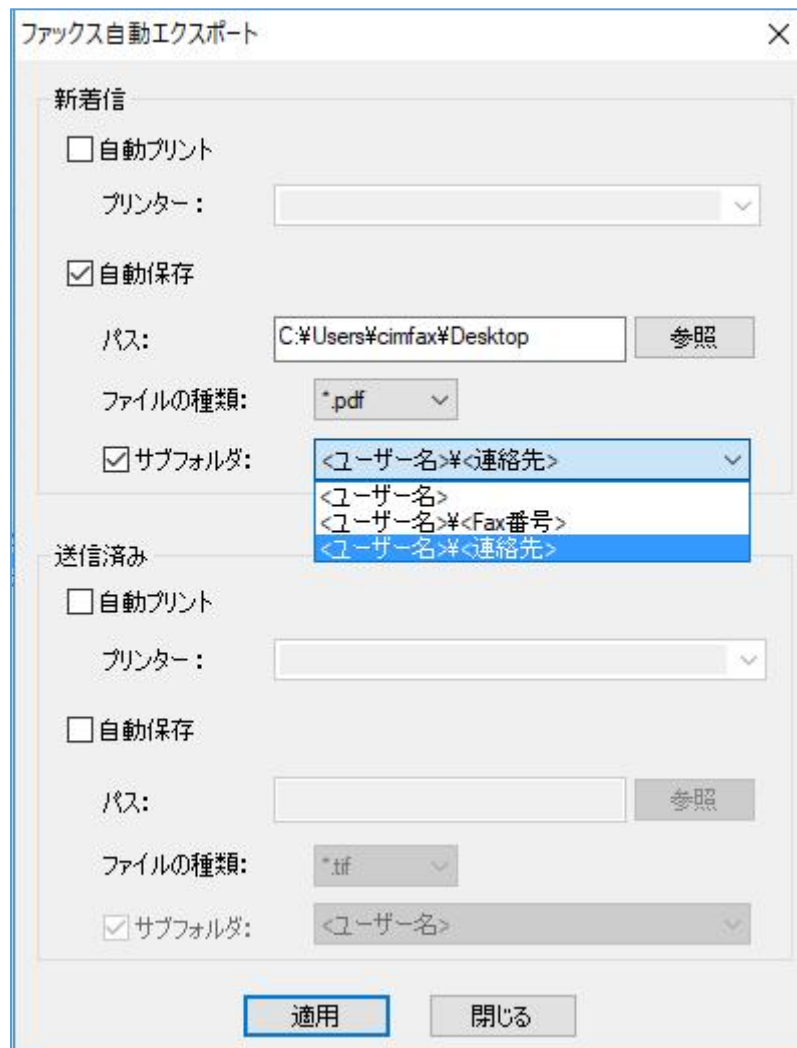 ファックス自動エクスポート
新着信
自動プリント
プリンター：
自動保存
パス: C:¥Users¥cimfax¥Desktop 参照
ファイルの種類: *.pdf
サブフォルダ: <ユーザー名>¥<連絡先>
<ユーザー名>
<ユーザー名>¥<Fax番号>
<ユーザー名>¥<連絡先>
送信済み
自動プリント
プリンター：
自動保存
パス: 参照
ファイルの種類: *.tif
サブフォルダ: <ユーザー名>
適用 閉じる